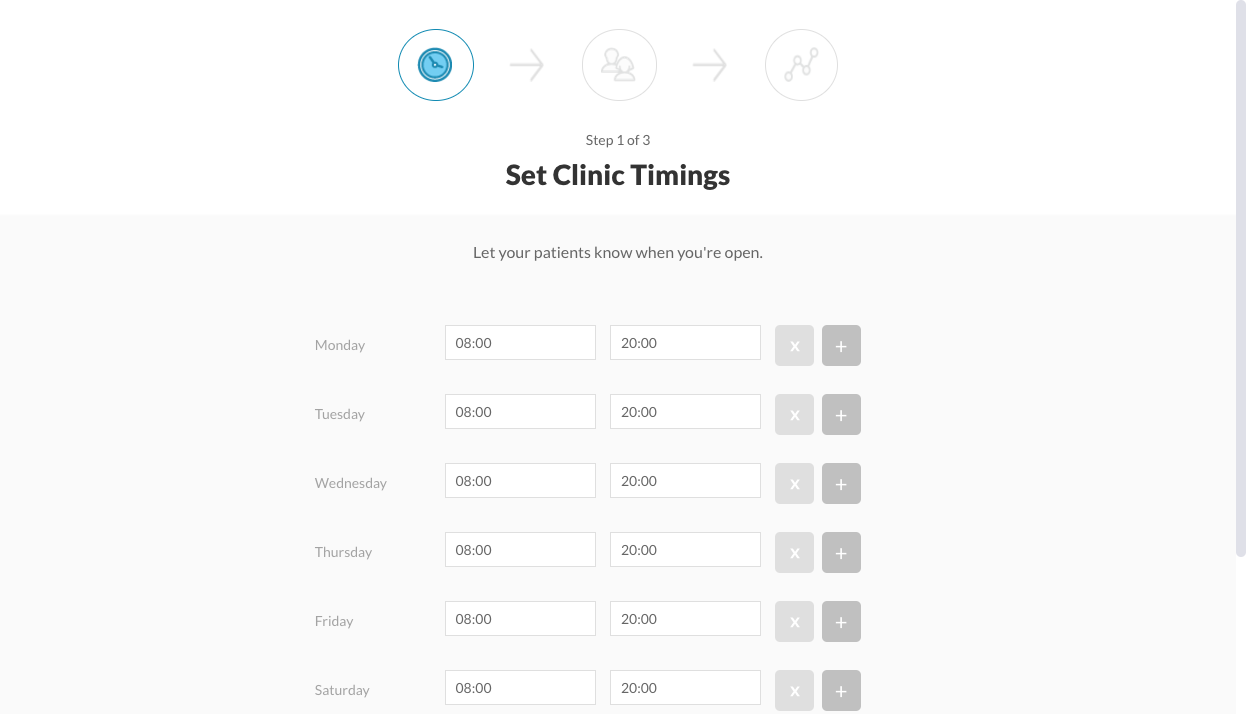 Step 1 of 3
Set Clinic Timings
Let your patients know when you're open.
Monday 08:00 20:00 x +
Tuesday 08:00 20:00 x +
Wednesday 08:00 20:00 x +
Thursday 08:00 20:00 x +
Friday 08:00 20:00 x +
Saturday 08:00 20:00 x +